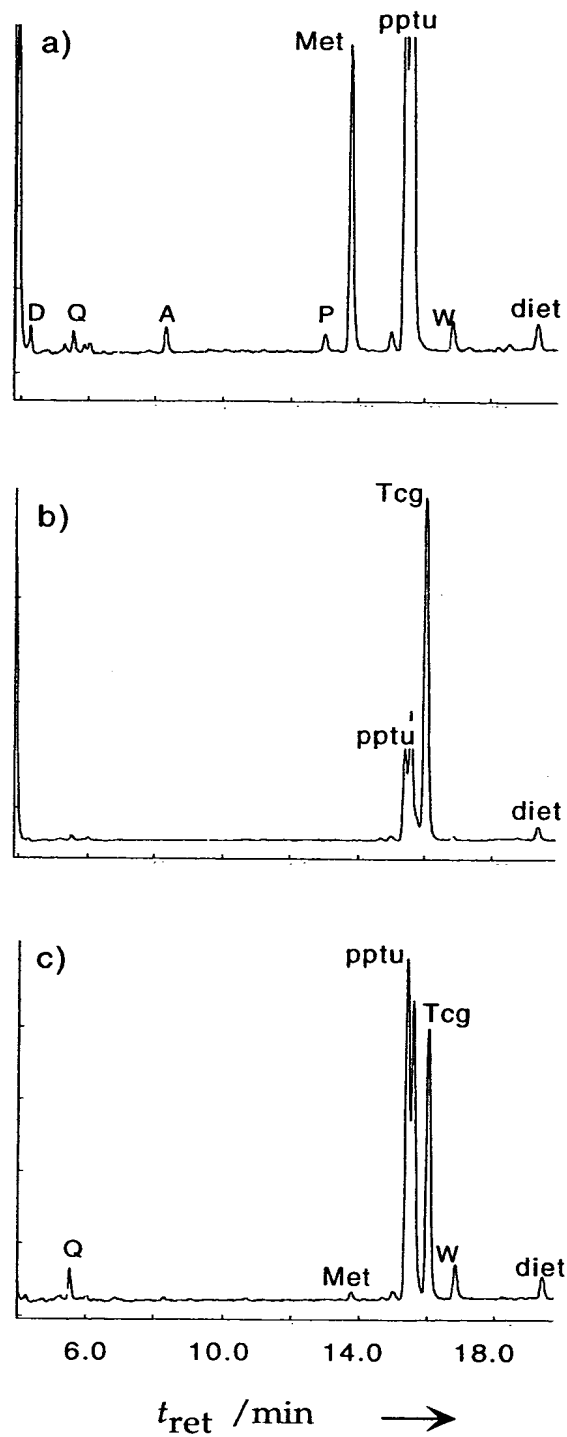 a)
Met
pptu
D
Q
A
P
W
diet
b)
Tcg
pptu
diet
c)
pptu
Tcg
Q
Met
W
diet
6.0 10.0 14.0 18.0
tret /min